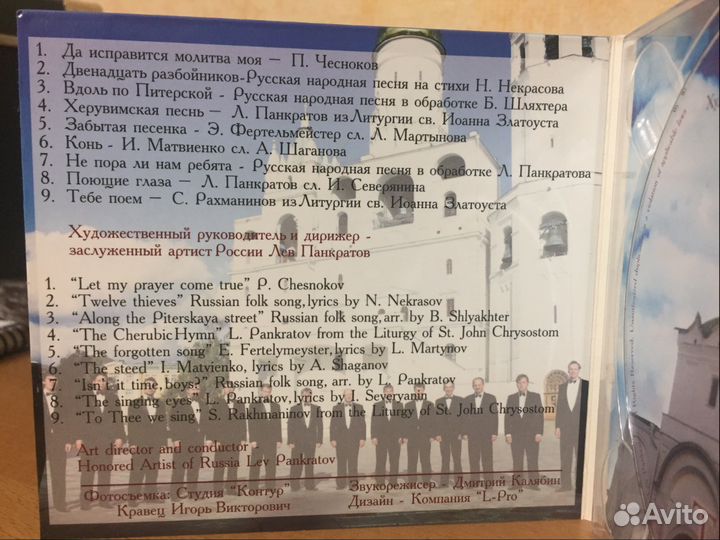 1. Да исправится молитва моя — П. Чесноков
2. Двенадцать разбойников-Русская народная песня на стихи Н. Некрасова
3. Вдоль по Питерской - Русская народная песня в обработке Б. Шляхтера
4. Херувимская песнь — Л. Панкратов из Литургии св. Иоанна Златоуста
5. Забытая песенка - Э. Фертельмейстер сл. Л. Мартынова
6. Конь - И. Матвиенко сл. А. Шаганова
7. Не пора ли нам ребята - Русская народная песня в обработке Л. Панкратова
8. Поющие глаза — Л. Панкратов сл. И. Северянина
9. Тебе поем — С. Рахманинов из Литургии св. Иоанна Златоуста
Художественный руководитель и дирижер -
заслуженный артист России Лев Панкратов
1. "Let my prayer come true" P. Chesnokov
2. "Twelve thieves" Russian folk song, lyrics by N. Nekrasov
3. "Along the Piterskaya street" Russian folk song, arr. by B. Shlyakhter
4. "The Cherubic Hymn" L. Pankratov from the Liturgy of St. John Chrysostom
5. "The forgotten song" E. Fertelymeyster, lyrics by L. Martynov
6. "The steed" I. Matvienko, lyrics by A. Shaganov
7. "Isn't it time, boys?" Russian folk song, arr. by L. Pankratov
8. "The singing eyes" L. Pankratov, lyrics by I. Severyanin
9. "To Thee we sing" S. Rakhmaninov from the Liturgy of St. John Chrysostom
Art director and conductor -
Honored Artist of Russia Lev Pankratov
Фотосъемка: Студия "Контур"
Кравец Игорь Викторович
Звукорежисер - Дмитрий Калябин
Дизайн - Компания "L-Pro"
Avito